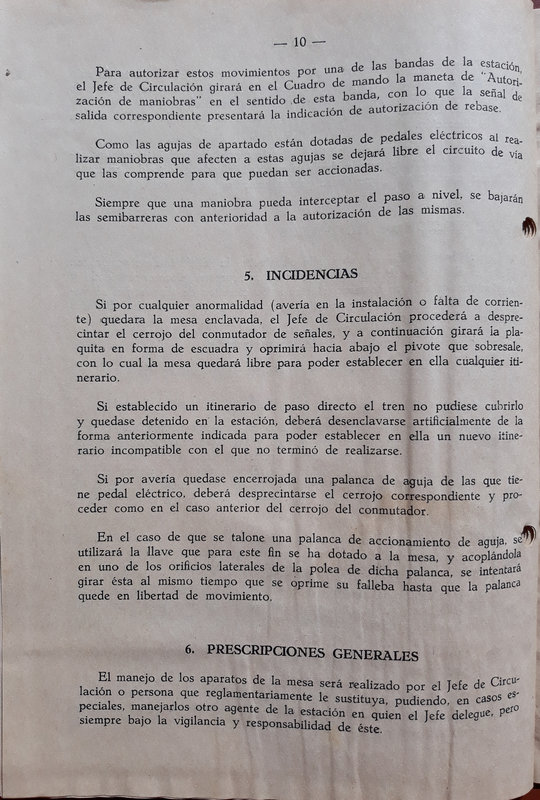 — 10 —
Para autorizar estos movimientos por una de las bandas de la estación,
el Jefe de Circulación girará en el Cuadro de mando la maneta de "Autori-
zación de maniobras" en el sentido de esta banda, con lo que la señal de
salida correspondiente presentará la indicación de autorización de rebase.
Como las agujas de apartado están dotadas de pedales eléctricos al rea-
lizar maniobras que afecten a estas agujas se dejará libre el circuito de vía
que las comprende para que puedan ser accionadas.
Siempre que una maniobra pueda interceptar el paso a nivel, se bajarán
las semibarreras con anterioridad a la autorización de las mismas.
5. INCIDENCIAS
Si por cualquier anormalidad (avería en la instalación o falta de corrien-
te) quedara la mesa enclavada, el Jefe de Circulación procederá a despre-
cintar el cerrojo del conmutador de señales, y a continuación girará la pla-
quita en forma de escuadra y oprimirá hacia abajo el pivote que sobresale,
con lo cual la mesa quedará libre para poder establecer en ella cualquier iti-
nerario.
Si establecido un itinerario de paso directo el tren no pudiese cubrirlo
y quedase detenido en la estación, deberá desenclavarse artificialmente de la
forma anteriormente indicada para poder establecer en ella un nuevo itine-
rario incompatible con el que no terminó de realizarse.
Si por avería quedase encerrojada una palanca de aguja de las que tie-
ne pedal eléctrico, deberá desprecintarse el cerrojo correspondiente y pro-
ceder como en el caso anterior del cerrojo del conmutador.
En el caso de que se talone una palanca de accionamiento de aguja, se
utilizará la llave que para este fin se ha dotado a la mesa, y acoplándola
en uno de los orificios laterales de la polea de dicha palanca, se intentará
girar ésta al mismo tiempo que se oprime su falleba hasta que la palanca
quede en libertad de movimiento.
6. PRESCRIPCIONES GENERALES
El manejo de los aparatos de la mesa será realizado por el Jefe de Circu-
lación o persona que reglamentariamente le sustituya, pudiendo, en casos es-
peciales, manejarlos otro agente de la estación en quien el Jefe delegue, pero
siempre bajo la vigilancia y responsabilidad de éste.